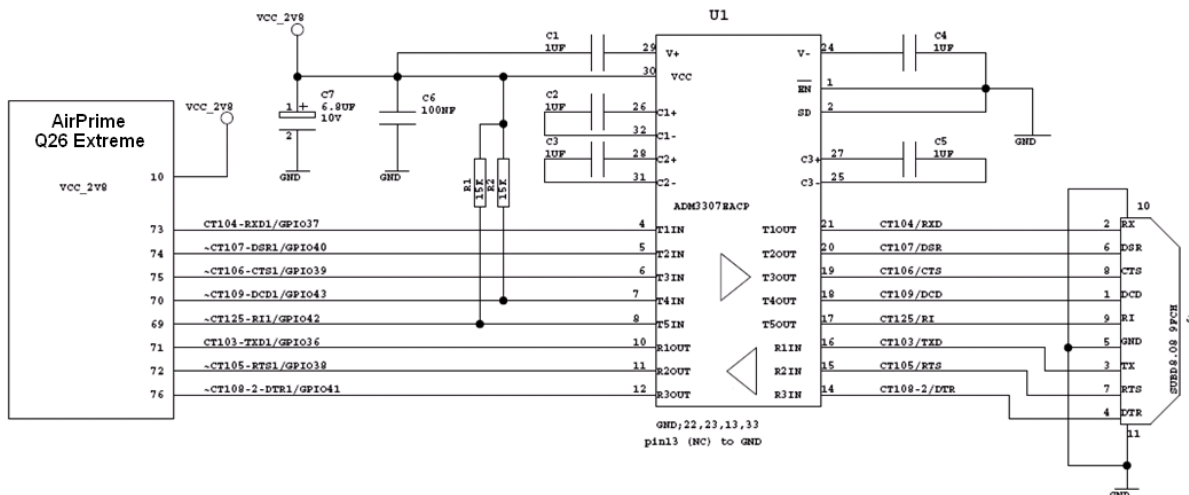 U1
VCC_2V8
C1
1UF
29
V+
V-
24
C4
1UF
30
VCC
C7
6.8UF
10V
1
+
2
GND
C6
100NF
GND
C2
1UF
26
C1+
32
C1-
C3
1UF
28
C2+
31
C2-
EN
1
SD
2
GND
C3+
27
C3-
25
C5
1UF
AirPrime
Q26 Extreme
VCC_2V8
10
VCC_2V8
R1
15K
R2
15K
ADM3307EACP
10
73 CT104-RXD1/GPIO37 4 T1IN T1OUT 21 CT104/RXD 2 RX
74 ~CT107-DSR1/GPIO40 5 T2IN T2OUT 20 CT107/DSR 6 DSR
75 ~CT106-CTS1/GPIO39 6 T3IN T3OUT 19 CT106/CTS 8 CTS
70 ~CT109-DCD1/GPIO43 7 T4IN T4OUT 18 CT109/DCD 1 DCD
69 ~CT125-RI1/GPIO42 8 T5IN T5OUT 17 CT125/RI 9 RI
5 GND
71 CT103-TXD1/GPIO36 10 R1OUT R1IN 16 CT103/TXD 3 TX
72 ~CT105-RTS1/GPIO38 11 R2OUT R2IN 15 CT105/RTS 7 RTS
76 ~CT108-2-DTR1/GPIO41 12 R3OUT R3IN 14 CT108-2/DTR 4 DTR
SUBD8.08 9FCH
11
GND;22,23,13,33
pin13 (NC) to GND
GND